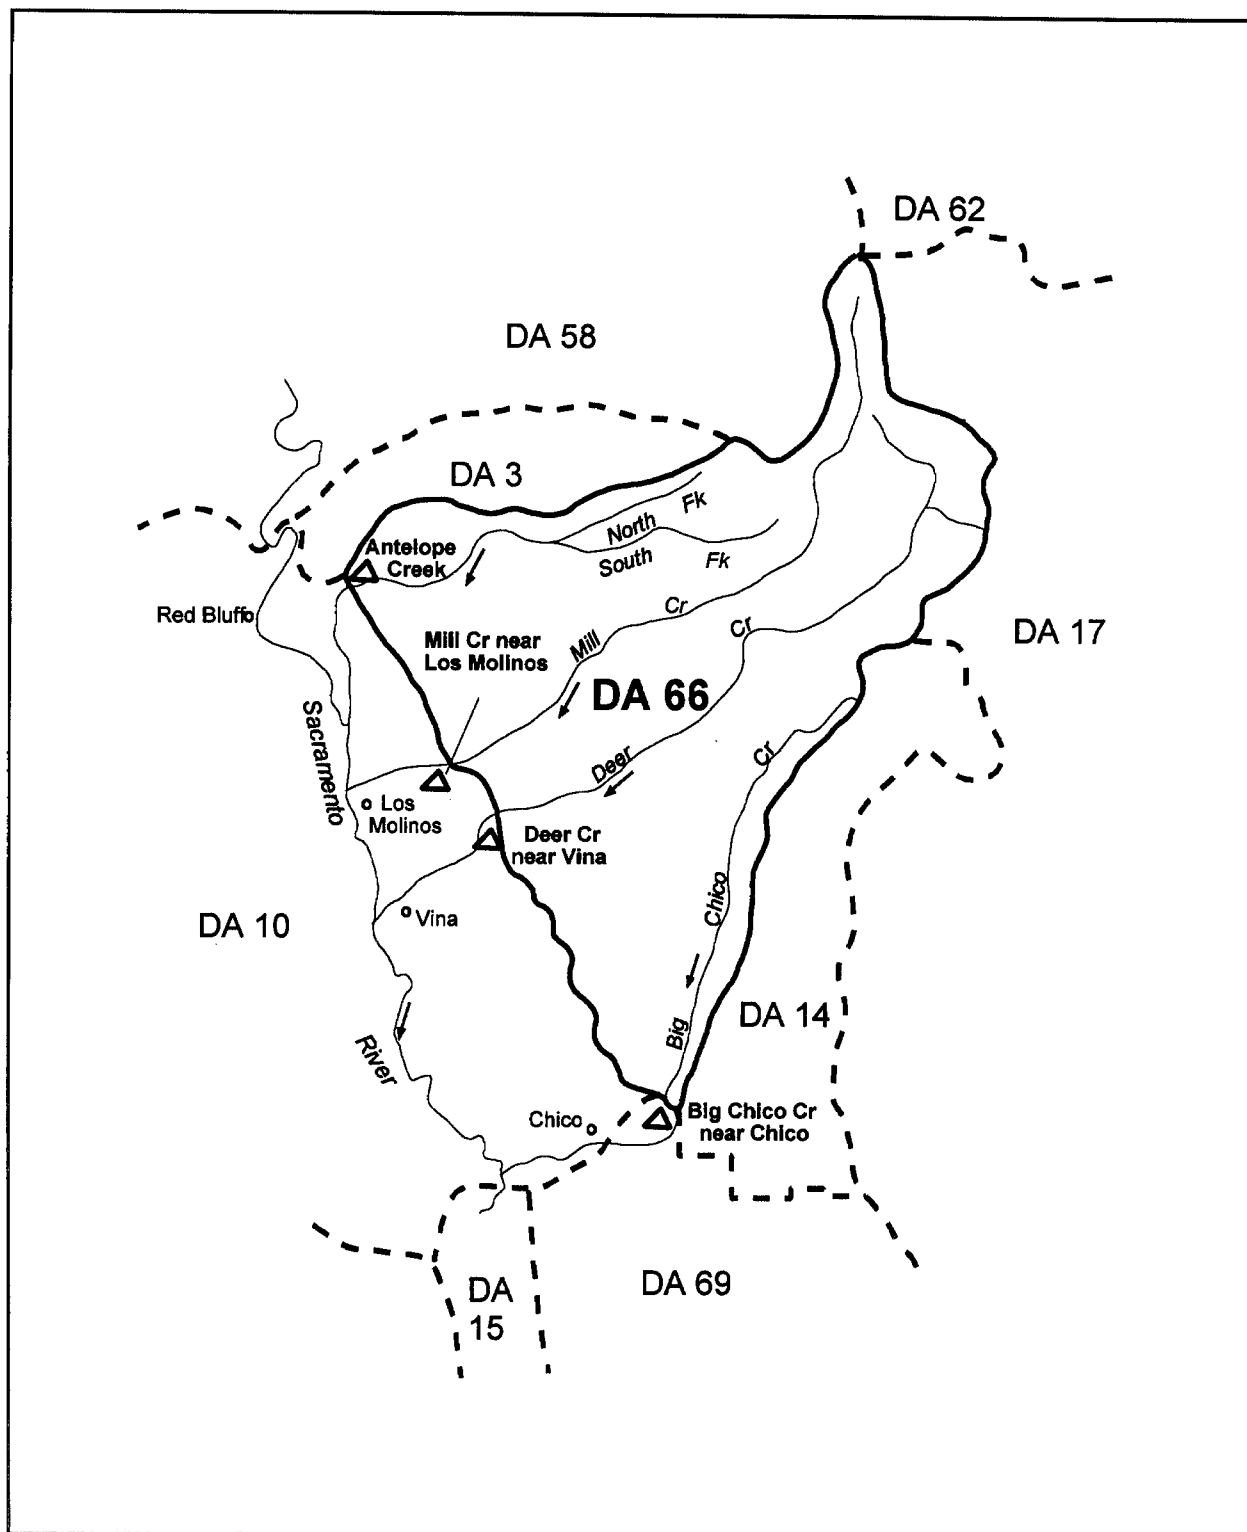 DA 62
DA 58
DA 3
North Fk
South Fk
Antelope
Creek
Red Bluff
Mill Cr near
Los Molinos
Mill Cr
DA 17
DA 66
Deer Cr
Sacramento River
Los
Molinos
Deer Cr
near Vina
Vina
DA 10
Big Chico Cr
DA 14
Chico
Big Chico Cr
near Chico
DA
15
DA 69